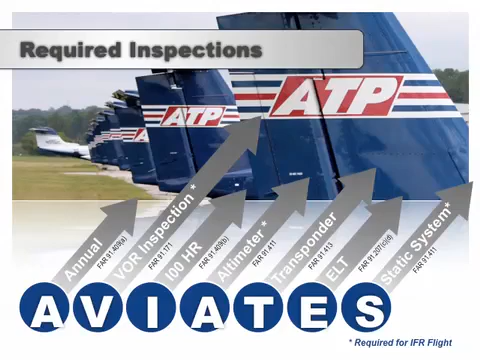 Required Inspections
ATP
ATP
Annual
FAR 91.409(a)
VOR Inspection *
FAR 91.171
100 HR
FAR 91.409(b)
Altimeter *
FAR 91.411
Transponder
FAR 91.413
ELT
FAR 91.207(c)(d)
Static System*
FAR 91.411
A V I A T E S
* Required for IFR Flight